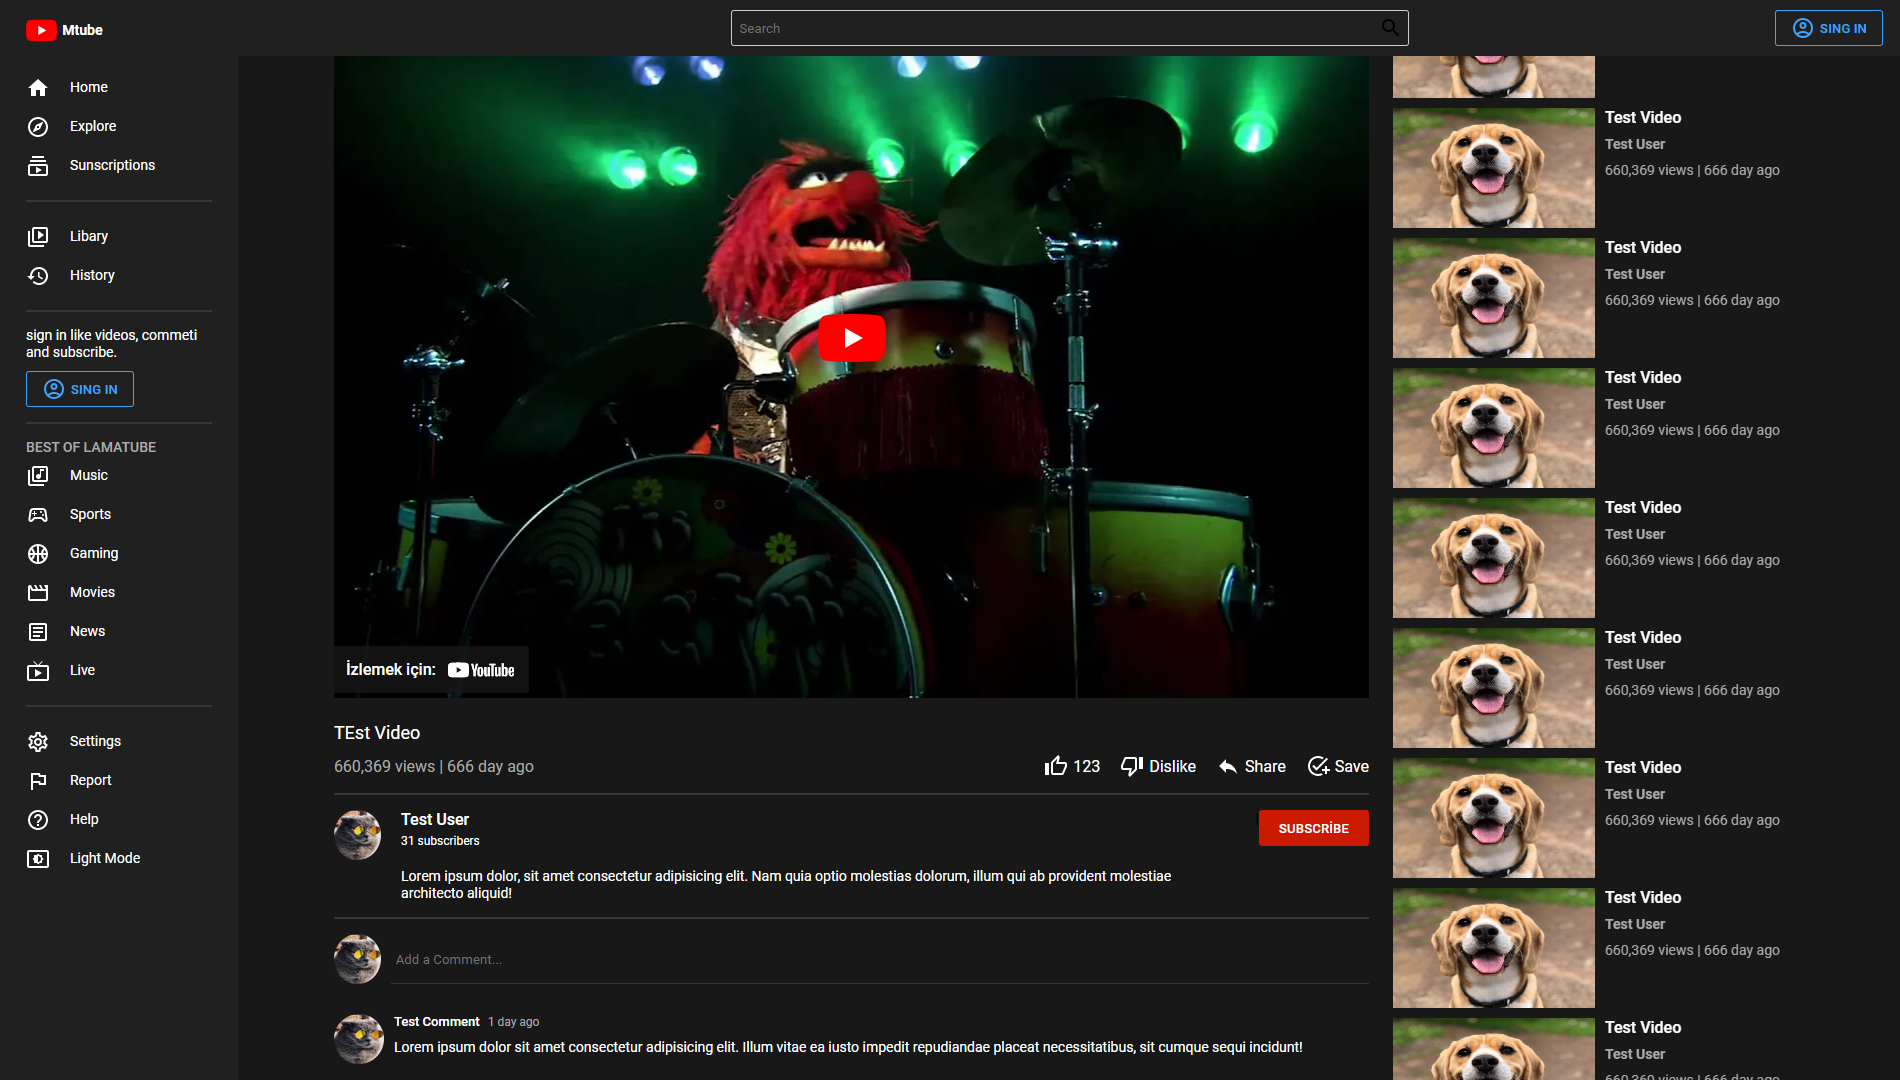 Mtube
Search
SING IN
Home
Explore
Sunscriptions
Libary
History
sign in like videos, commeti
and subscribe.
SING IN
BEST OF LAMATUBE
Music
Sports
Gaming
Movies
News
Live
Settings
Report
Help
Light Mode
İzlemek için: YouTube
TEst Video
660,369 views | 666 day ago
123 Dislike Share Save
Test User
31 subscribers
SUBSCRİBE
Lorem ipsum dolor, sit amet consectetur adipisicing elit. Nam quia optio molestias dolorum, illum qui ab provident molestiae
architecto aliquid!
Add a Comment...
Test Comment 1 day ago
Lorem ipsum dolor sit amet consectetur adipisicing elit. Illum vitae ea iusto impedit repudiandae placeat necessitatibus, sit cumque sequi incidunt!
Test Video
Test User
660,369 views | 666 day ago
Test Video
Test User
660,369 views | 666 day ago
Test Video
Test User
660,369 views | 666 day ago
Test Video
Test User
660,369 views | 666 day ago
Test Video
Test User
660,369 views | 666 day ago
Test Video
Test User
660,369 views | 666 day ago
Test Video
Test User
660,369 views | 666 day ago
Test Video
Test User
660,369 views | 666 day ago